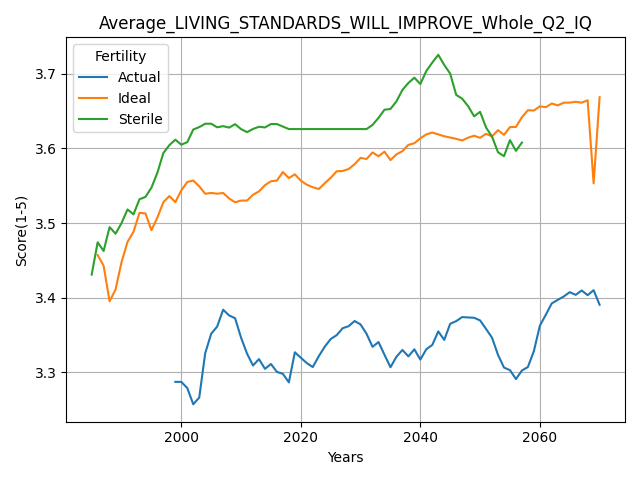 Average_LIVING_STANDARDS_WILL_IMPROVE_Whole_Q2_IQ
Fertility
Actual
Ideal
Sterile
3.7
3.6
3.5
3.4
3.3
Score(1-5)
2000
2020
2040
2060
Years